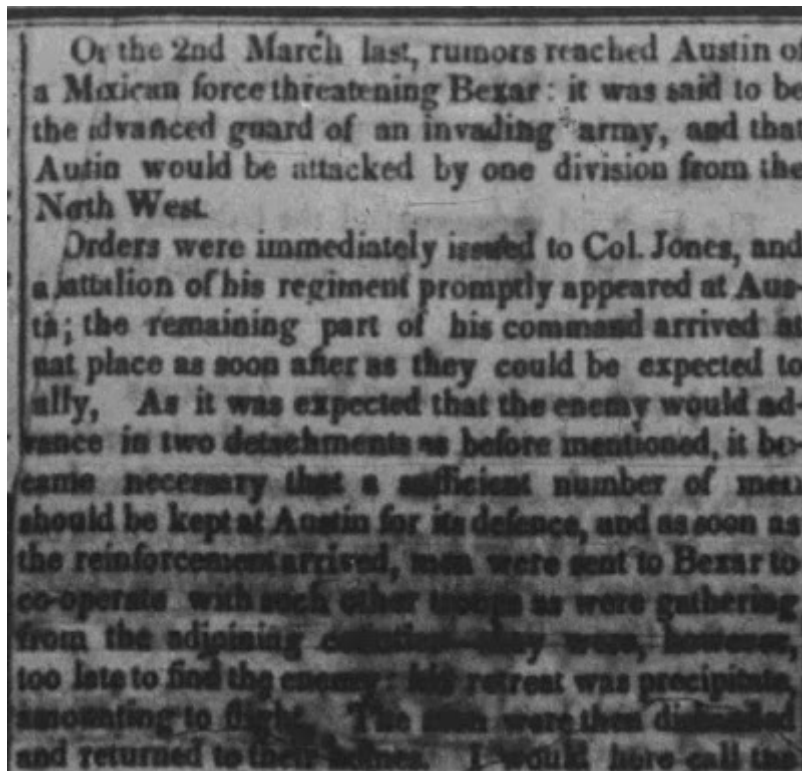 On the 2nd March last, rumors reached Austin of
a Mexican force threatening Bexar: it was said to be
the advanced guard of an invading army, and that
Austin would be attacked by one division from the
North West.
Orders were immediately issued to Col. Jones, and
a battalion of his regiment promptly appeared at Aus-
tin; the remaining part of his command arrived at
that place as soon after as they could be expected to
rally, As it was expected that the enemy would ad-
vance in two detachments as before mentioned, it be-
came necessary that a sufficient number of men
should be kept at Austin for its defence, and as soon as
the reinforcement arrived, men were sent to Bexar to
co-operate with such other troops as were gathering
from the adjoining counties they were, however,
too late to find the enemy: his retreat was precipitate,
amounting to flight. The men were then disbanded
and returned to their homes. I would here call the